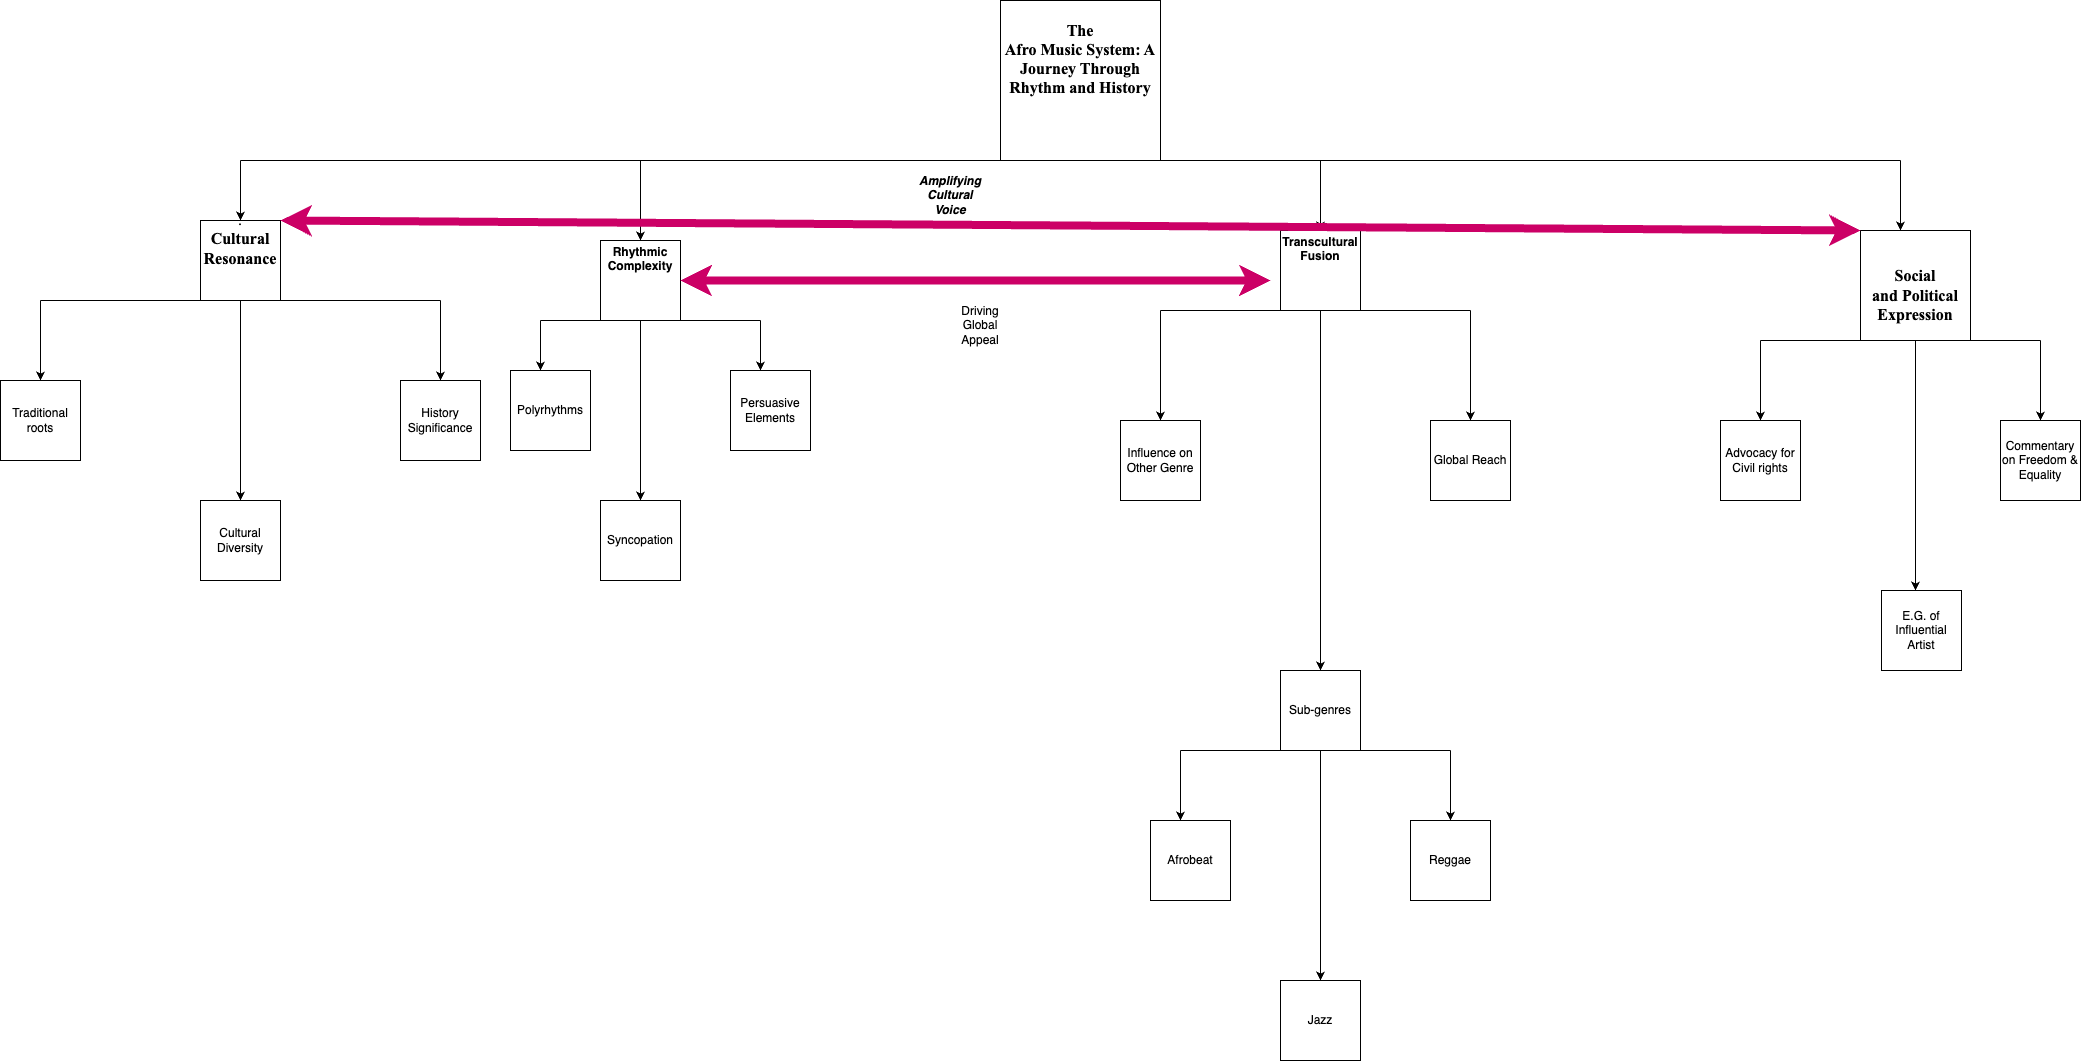 The
Afro Music System: A
Journey Through
Rhythm and History
Amplifying
Cultural
Voice
Cultural
Resonance
Rhythmic
Complexity
Transcultural
Fusion
Social
and Political
Expression
Driving
Global
Appeal
Traditional
roots
History
Significance
Polyrhythms
Persuasive
Elements
Influence on
Other Genre
Global Reach
Advocacy for
Civil rights
Commentary
on Freedom &
Equality
Cultural
Diversity
Syncopation
E.G. of
Influential
Artist
Sub-genres
Afrobeat
Reggae
Jazz